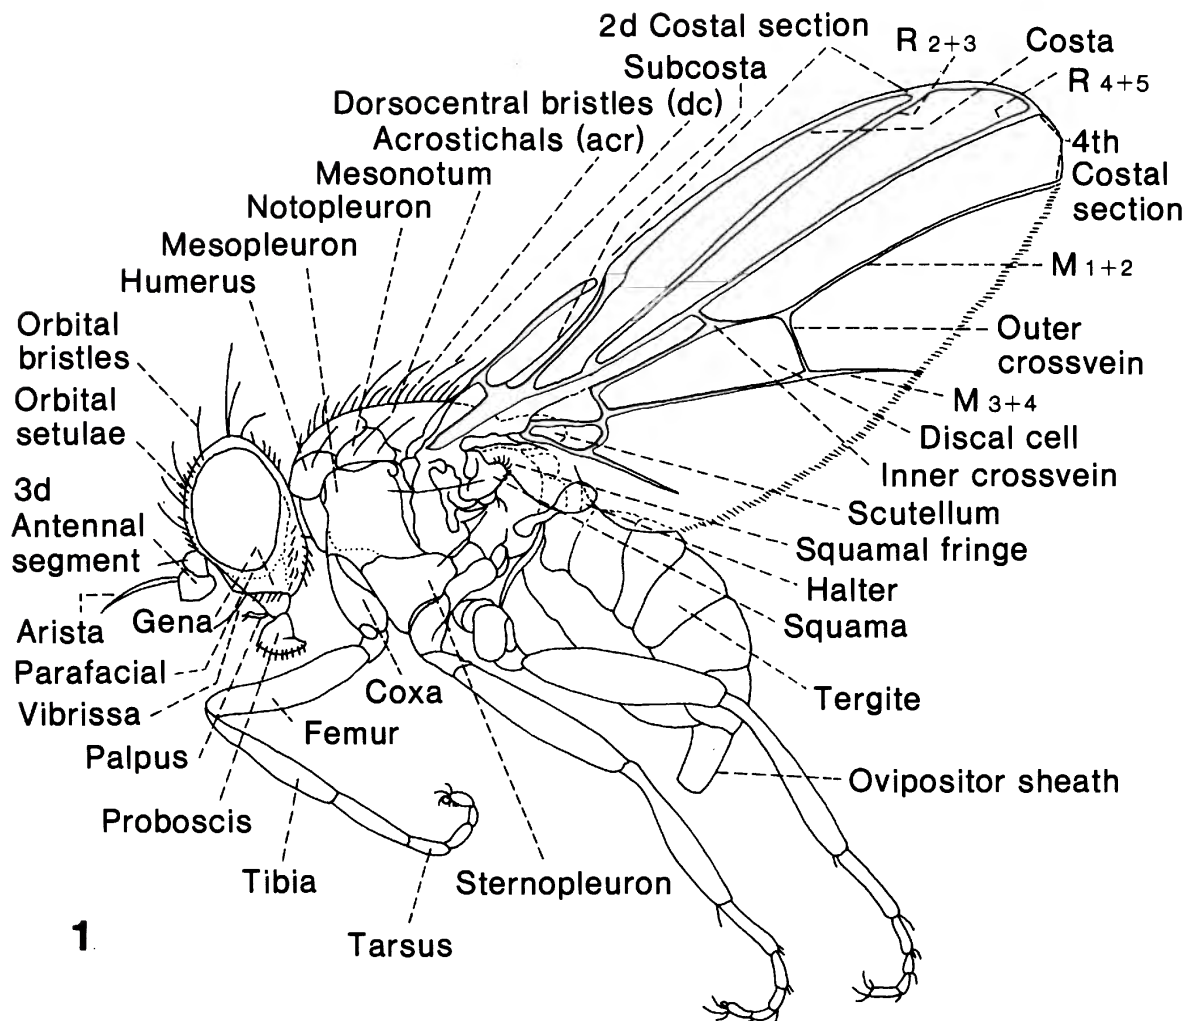 2d Costal section
R 2+3
Costa
Subcosta
R 4+5
Dorsocentral bristles (dc)
Acrostichals (acr)
4th
Costal
section
Mesonotum
Notopleuron
Mesopleuron
Humerus
M 1+2
Orbital
bristles
Outer
crossvein
Orbital
setulae
M 3+4
Discal cell
Inner crossvein
3d
Antennal
segment
Scutellum
Squamal fringe
Halter
Squama
Arista
Gena
Parafacial
Coxa
Tergite
Vibrissa
Femur
Palpus
Ovipositor sheath
Proboscis
Tibia
Sternopleuron
Tarsus
1